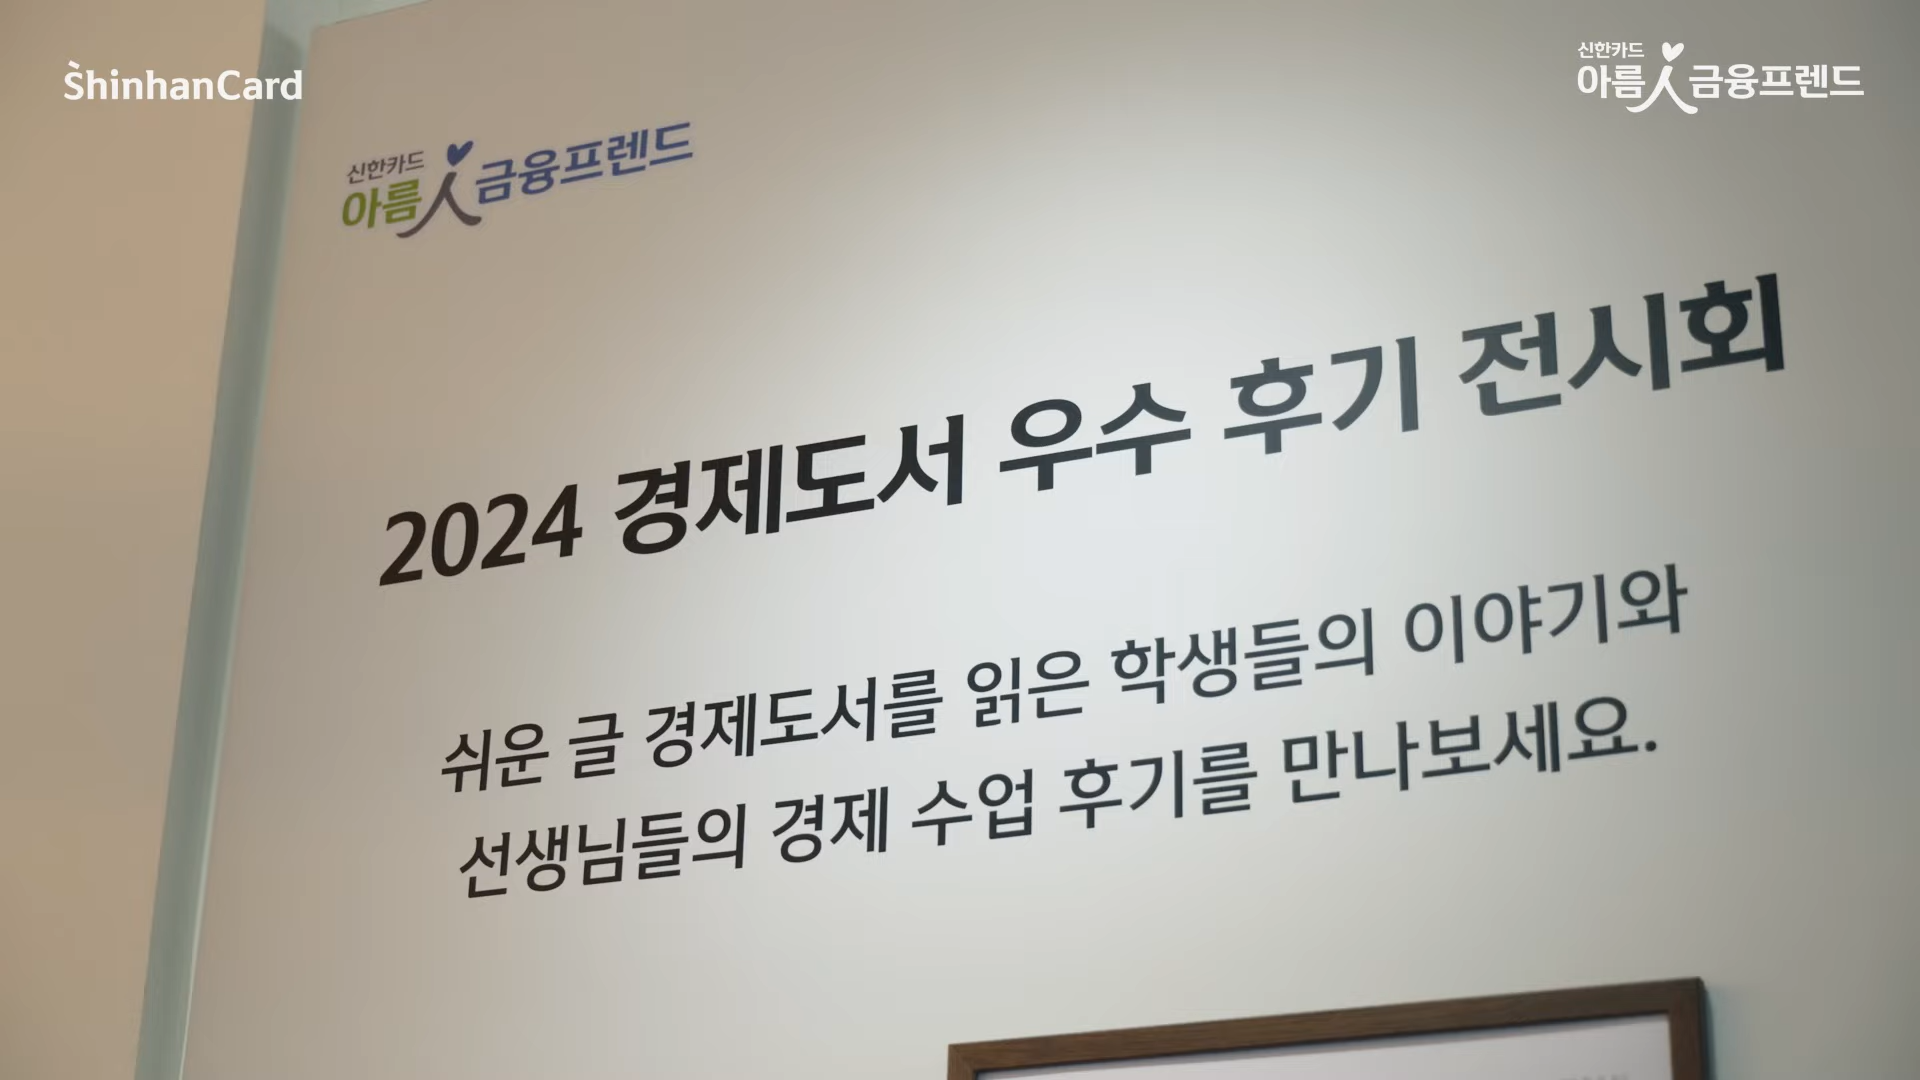 ShinhanCard
신한카드
아름人 금융프렌드
신한카드
아름人 금융프렌드
2024 경제도서 우수 후기 전시회
쉬운 글 경제도서를 읽은 학생들의 이야기와
선생님들의 경제 수업 후기를 만나보세요.